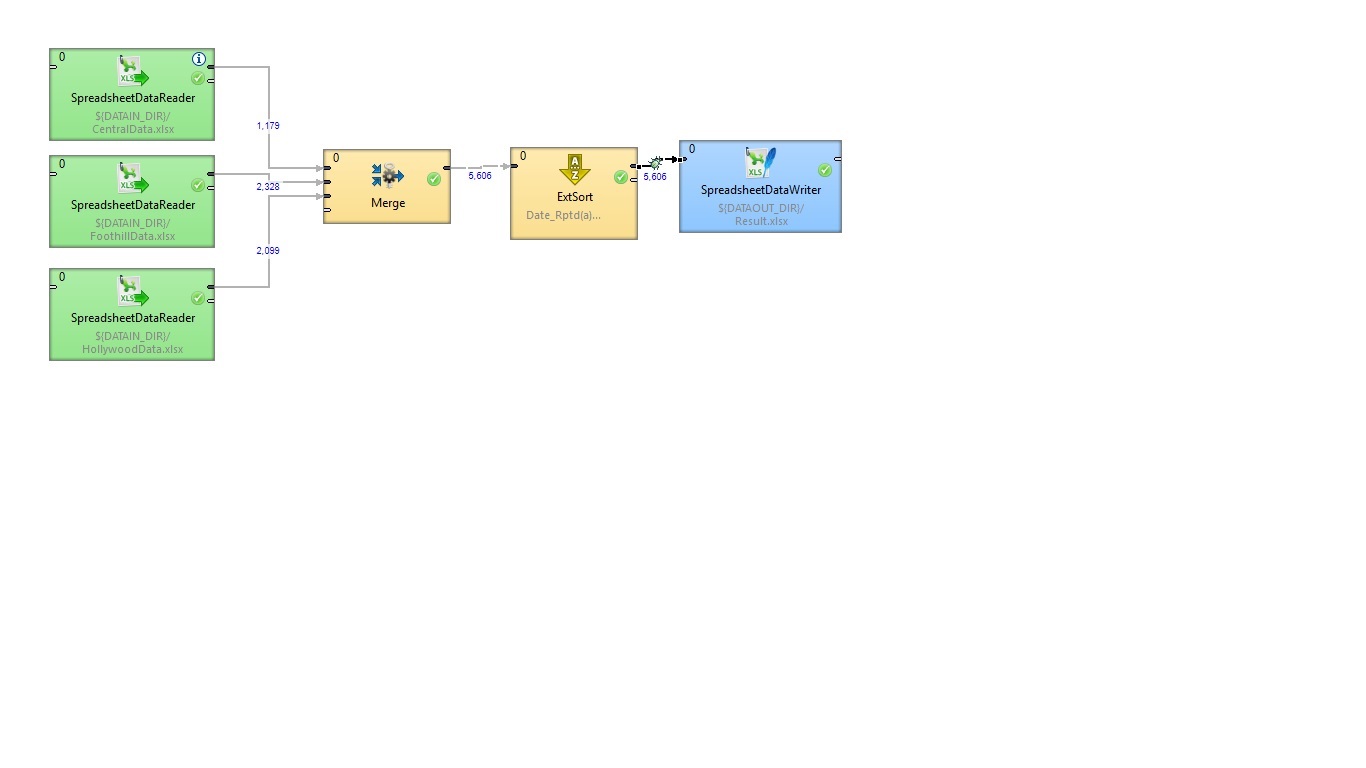 0
SpreadsheetDataReader
${DATAIN_DIR}/
CentralData.xlsx
1,179
0
SpreadsheetDataReader
${DATAIN_DIR}/
FoothillData.xlsx
2,328
0
SpreadsheetDataReader
${DATAIN_DIR}/
HollywoodData.xlsx
2,099
0
Merge
5,606
0
ExtSort
Date_Rptd(a)...
5,606
0
SpreadsheetDataWriter
${DATAOUT_DIR}/
Result.xlsx
XLS
XLS
XLS
A
Z
XLS